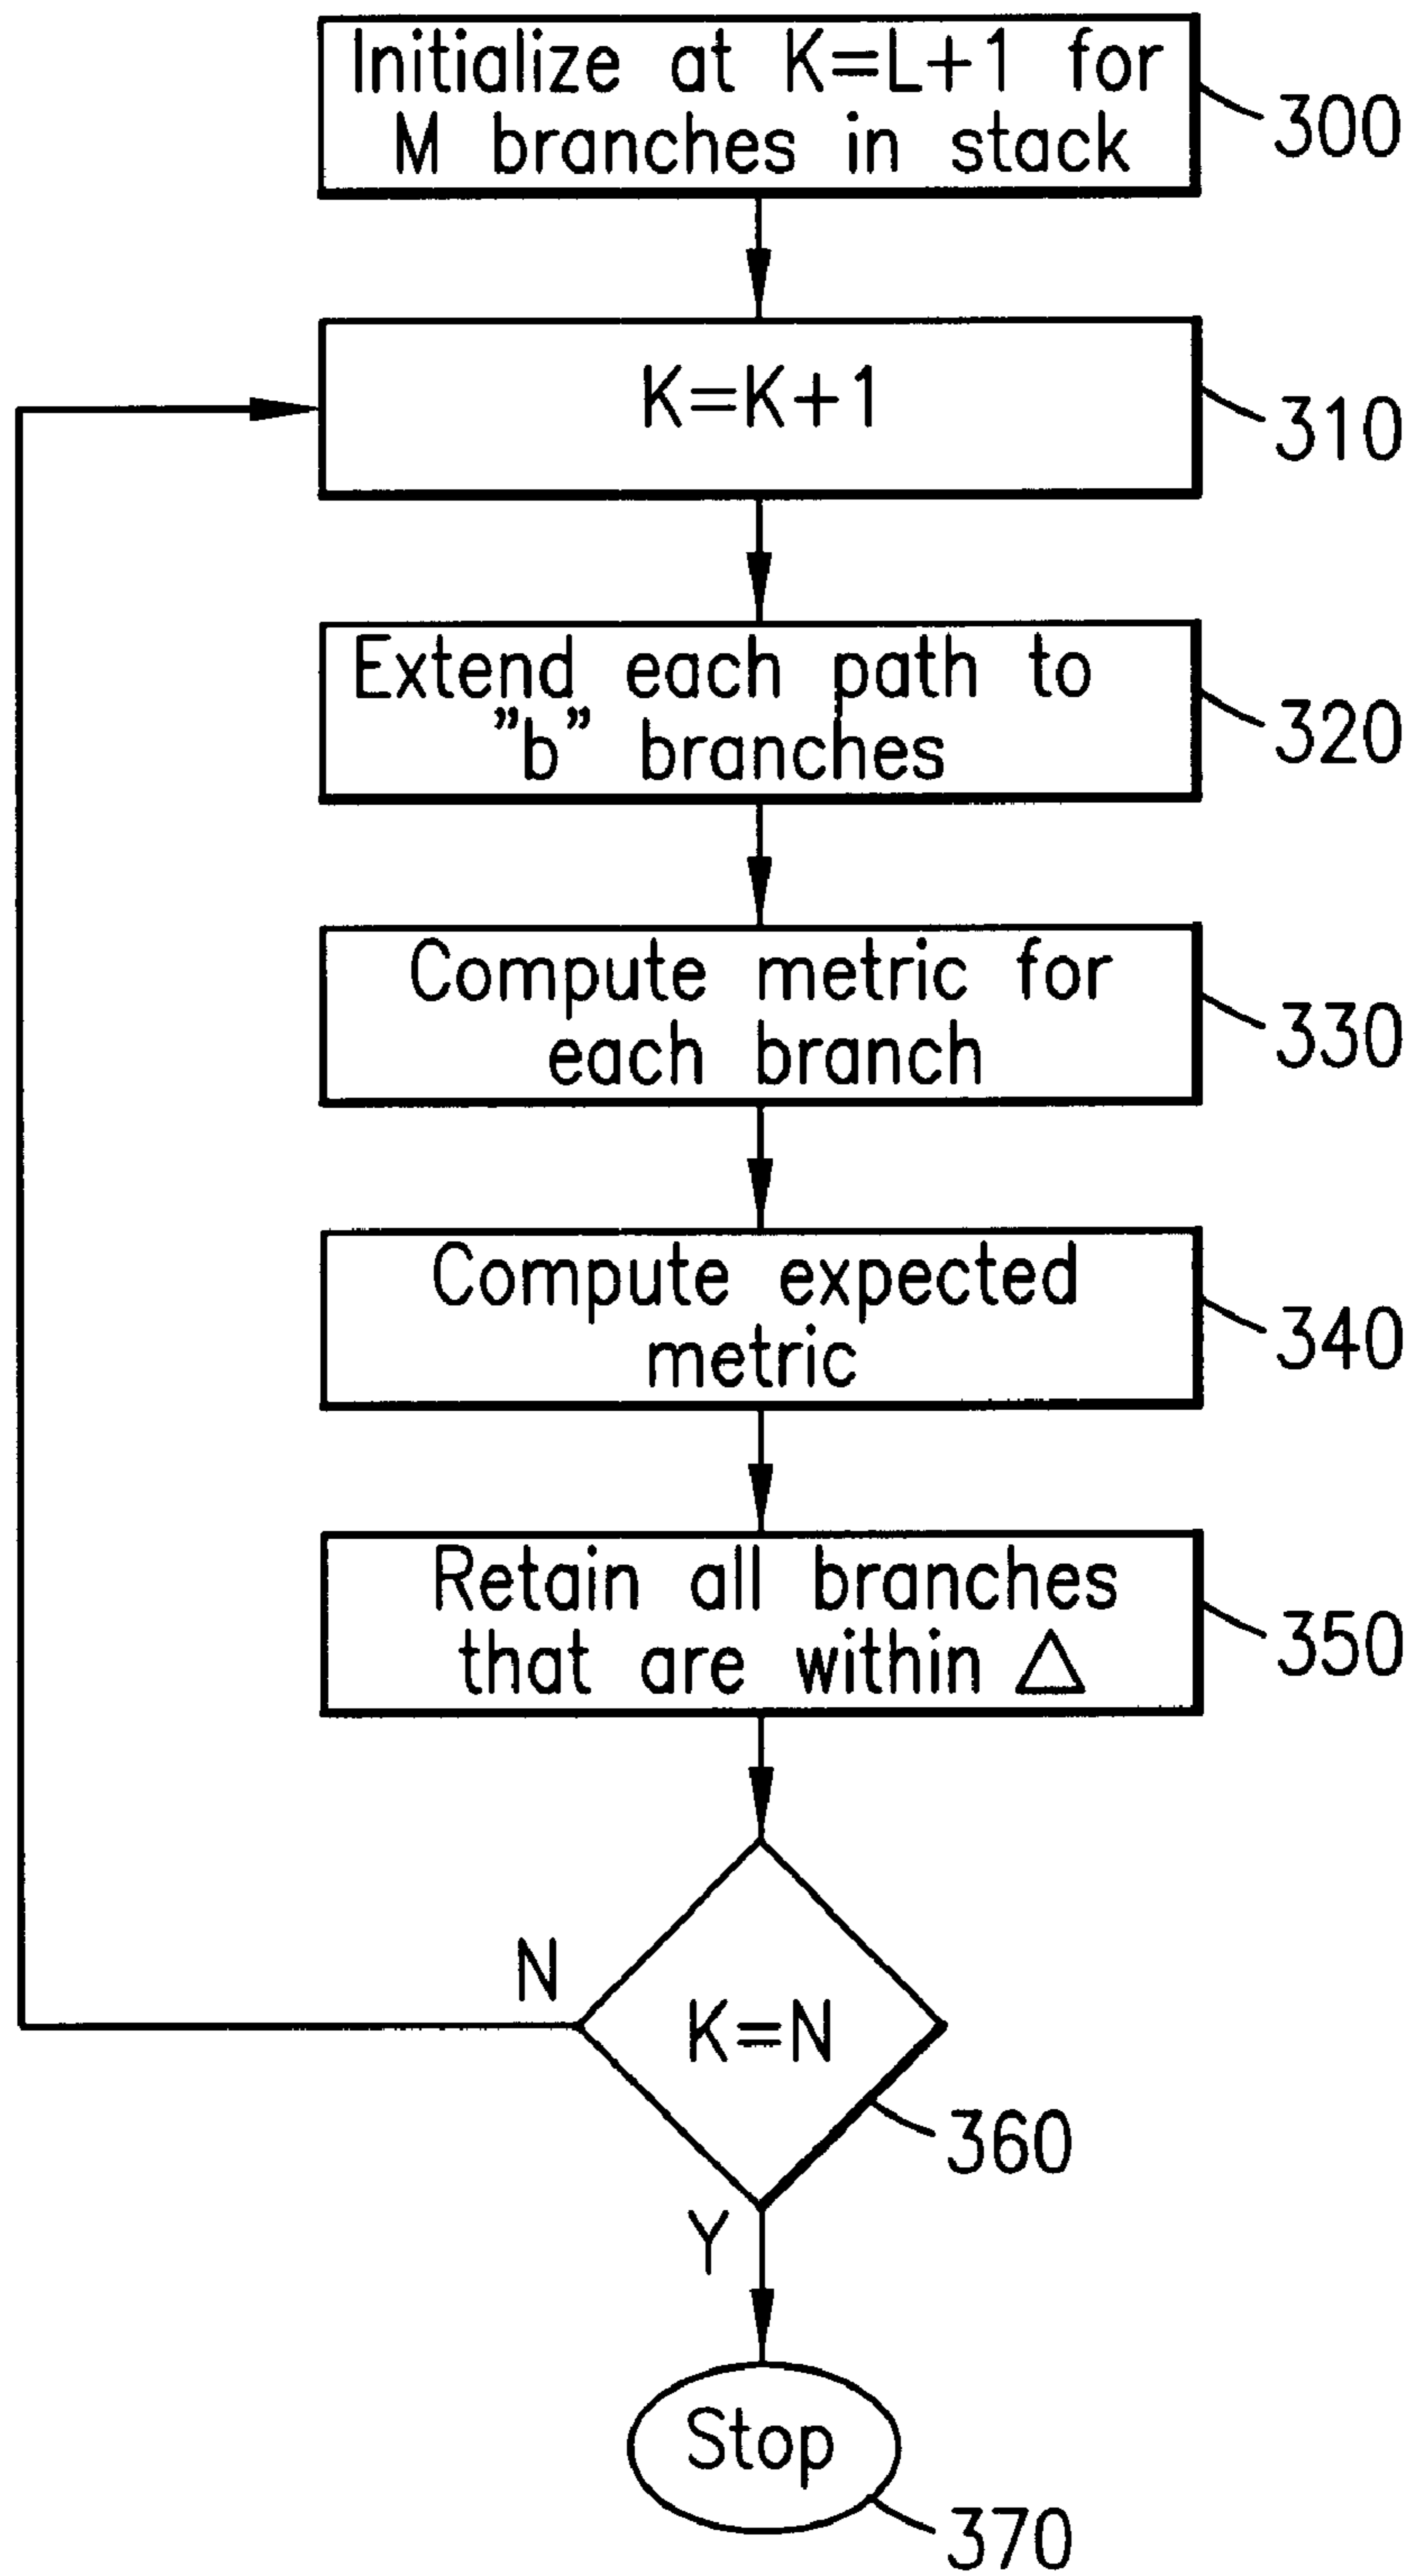 Initialize at K=L+1 for
M branches in stack
300
K=K+1
310
Extend each path to
"b" branches
320
Compute metric for
each branch
330
Compute expected
metric
340
Retain all branches
that are within △
350
N
K=N
360
Y
Stop
370